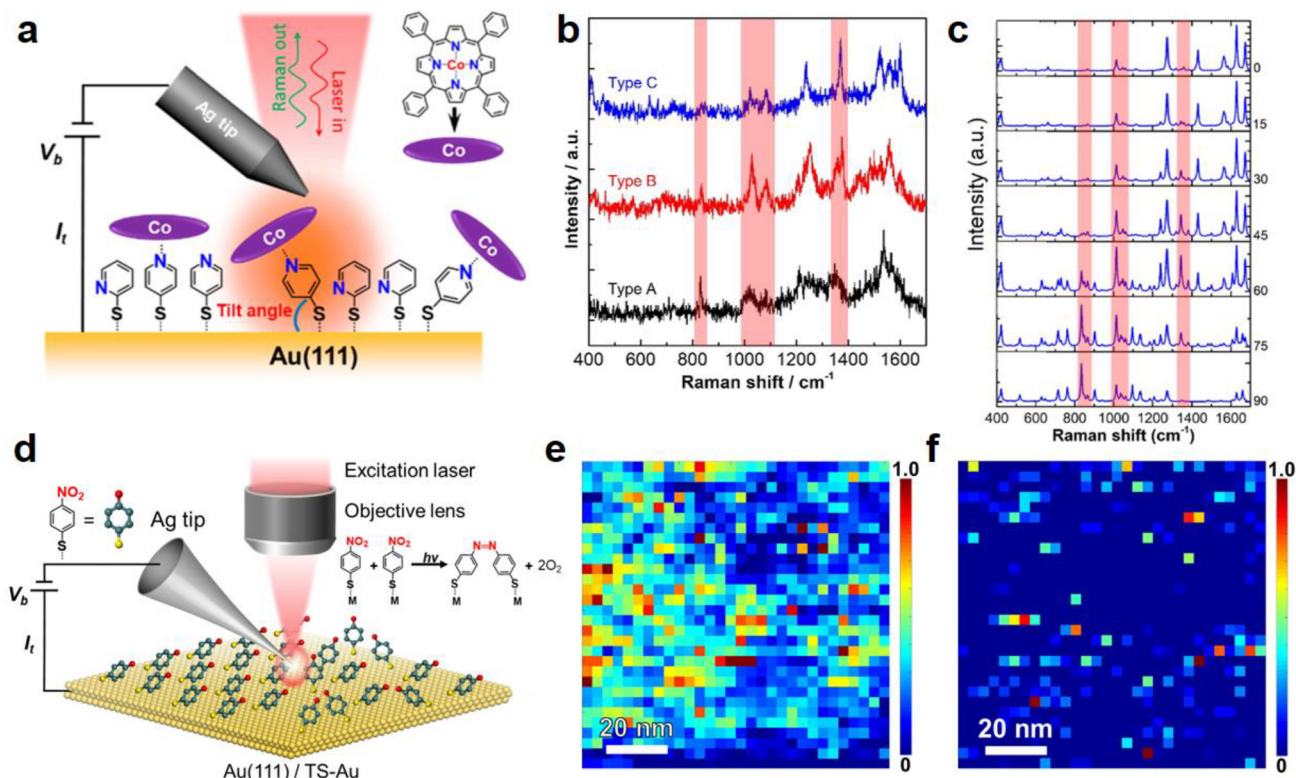 a
Raman out
Laser in
Ag tip
N
N
Co
N
N
Co
V_b
I_t
Co
Co
Co
N
N
N
N
N
N
N
Tilt angle
S
S
S
S
S
S
S
Au(111)
b
Type C
Type B
Type A
Intensity / a.u.
400 600 800 1000 1200 1400 1600
Raman shift / cm⁻¹
c
0
15
30
45
60
75
90
Intensity (a.u.)
400 600 800 1000 1200 1400 1600
Raman shift (cm⁻¹)
d
NO₂
=
S
Ag tip
Excitation laser
Objective lens
NO₂ NO₂ N=N
+ hν + 2O₂
S S S S
M M M M
V_b
I_t
Au(111) / TS-Au
e
1.0
20 nm
0
f
1.0
20 nm
0